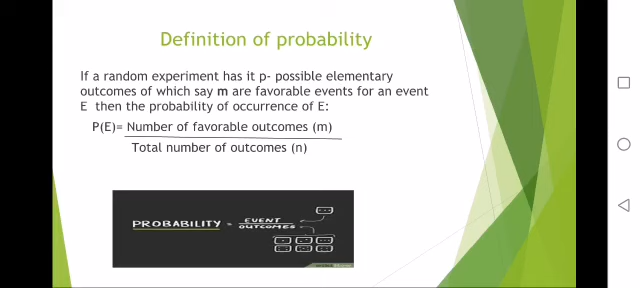 Definition of probability
If a random experiment has it p- possible elementary
outcomes of which say m are favorable events for an event
E then the probability of occurrence of E:
P(E)= Number of favorable outcomes (m)
Total number of outcomes (n)
PROBABILITY = EVENT
OUTCOMES